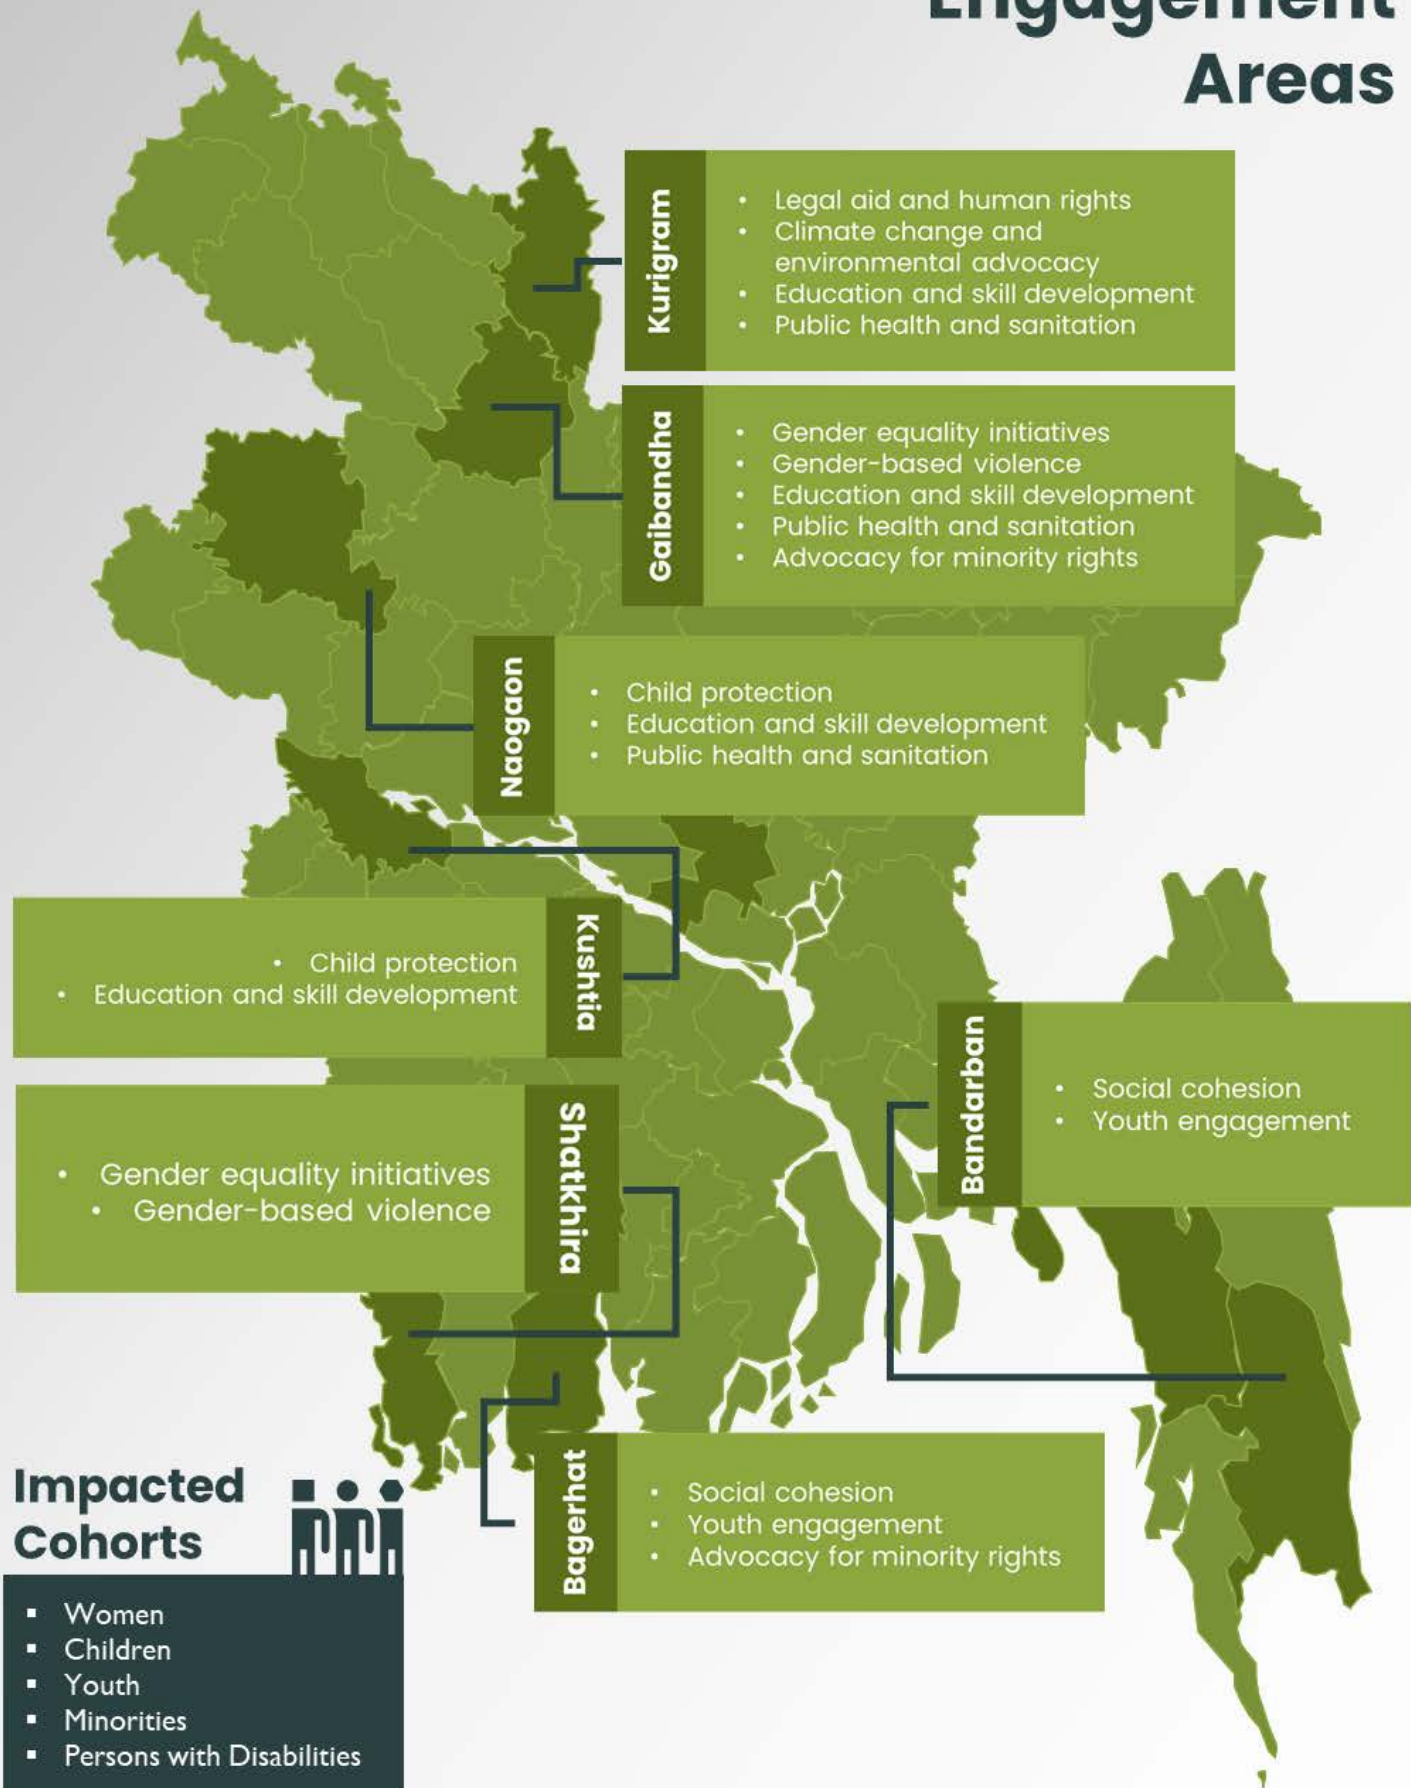 Engagement
Areas
Kurigram
• Legal aid and human rights
• Climate change and
environmental advocacy
• Education and skill development
• Public health and sanitation
Gaibandha
• Gender equality initiatives
• Gender-based violence
• Education and skill development
• Public health and sanitation
• Advocacy for minority rights
Naogaon
• Child protection
• Education and skill development
• Public health and sanitation
Kushtia
• Child protection
• Education and skill development
Bandarban
• Social cohesion
• Youth engagement
Shatkhira
• Gender equality initiatives
• Gender-based violence
Bagerhat
• Social cohesion
• Youth engagement
• Advocacy for minority rights
Impacted
Cohorts
▪ Women
▪ Children
▪ Youth
▪ Minorities
▪ Persons with Disabilities